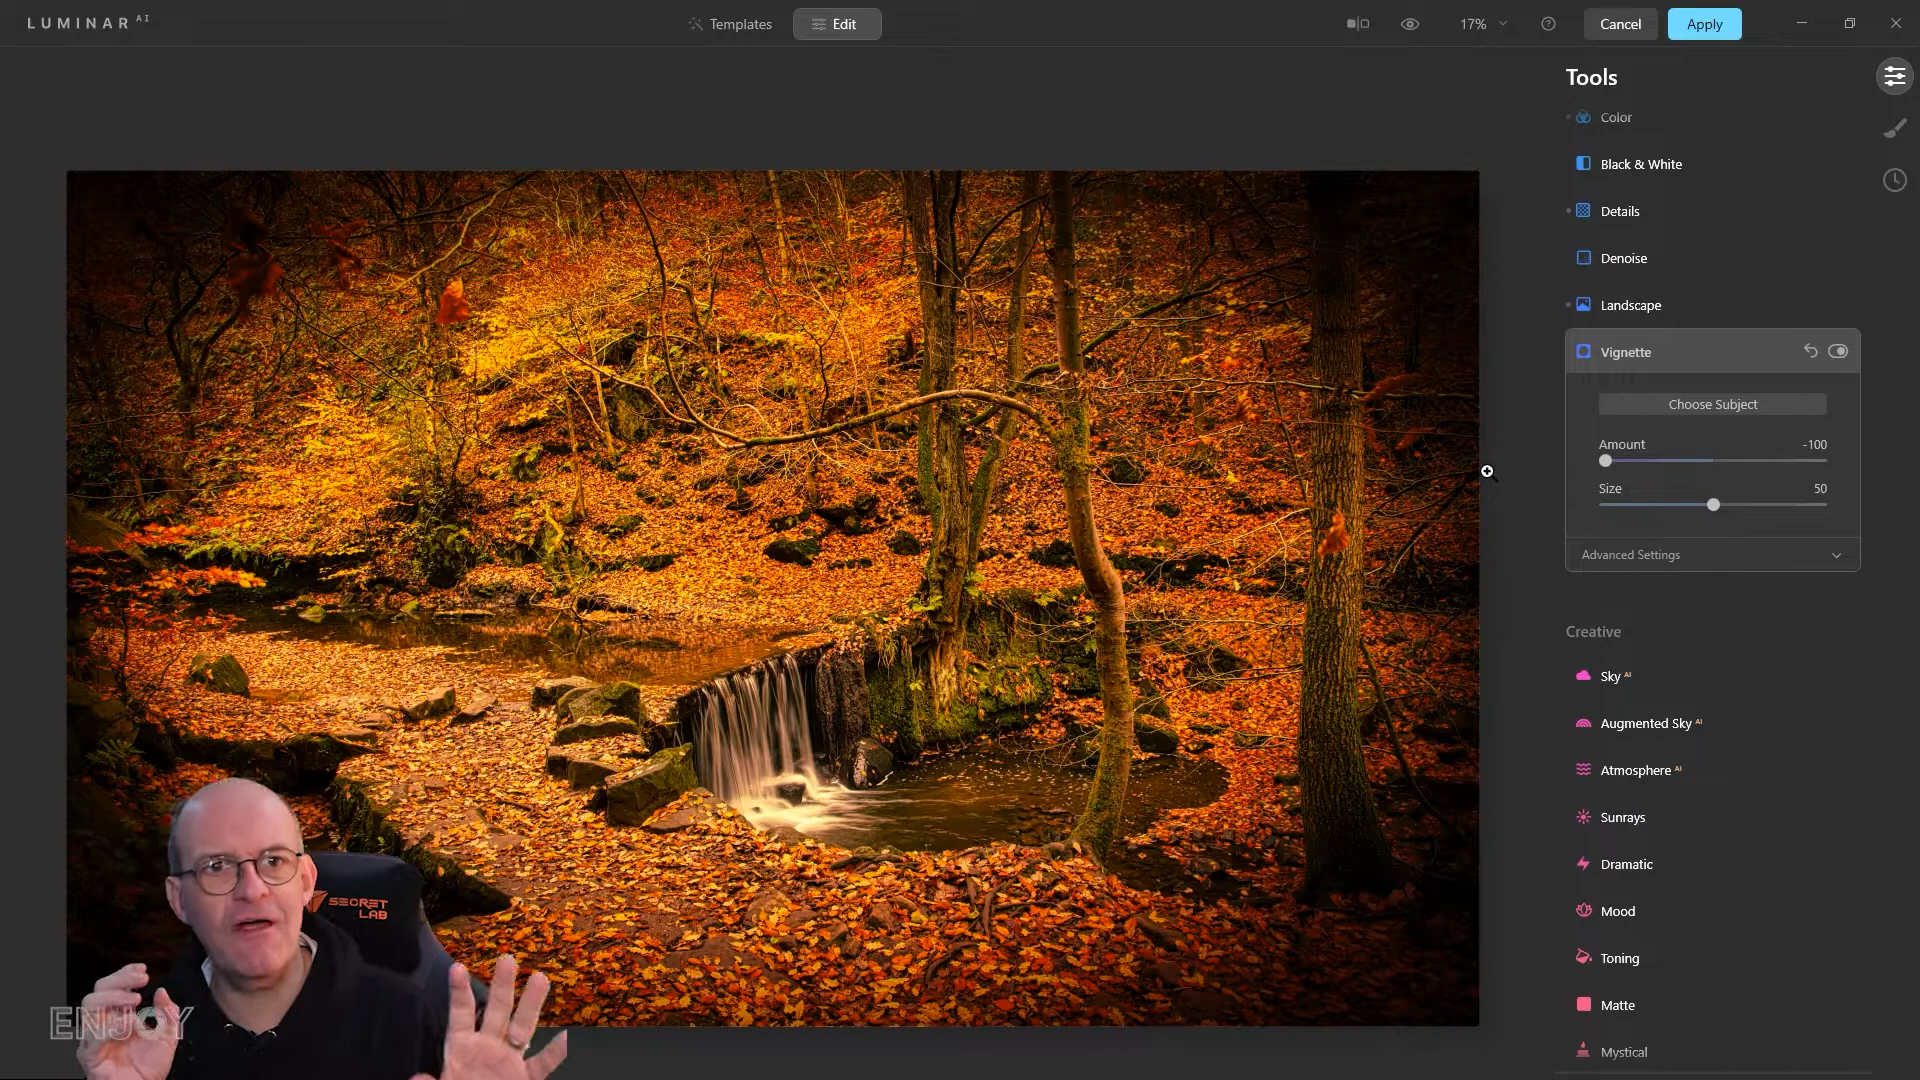 LUMINAR AI
Templates
Edit
17%
Cancel
Apply
Tools
Color
Black & White
Details
Denoise
Landscape
Vignette
Choose Subject
Amount -100
Size 50
Advanced Settings
Creative
Sky AI
Augmented Sky AI
Atmosphere AI
Sunrays
Dramatic
Mood
Toning
Matte
Mystical
SECRET
LAB
ENJOY